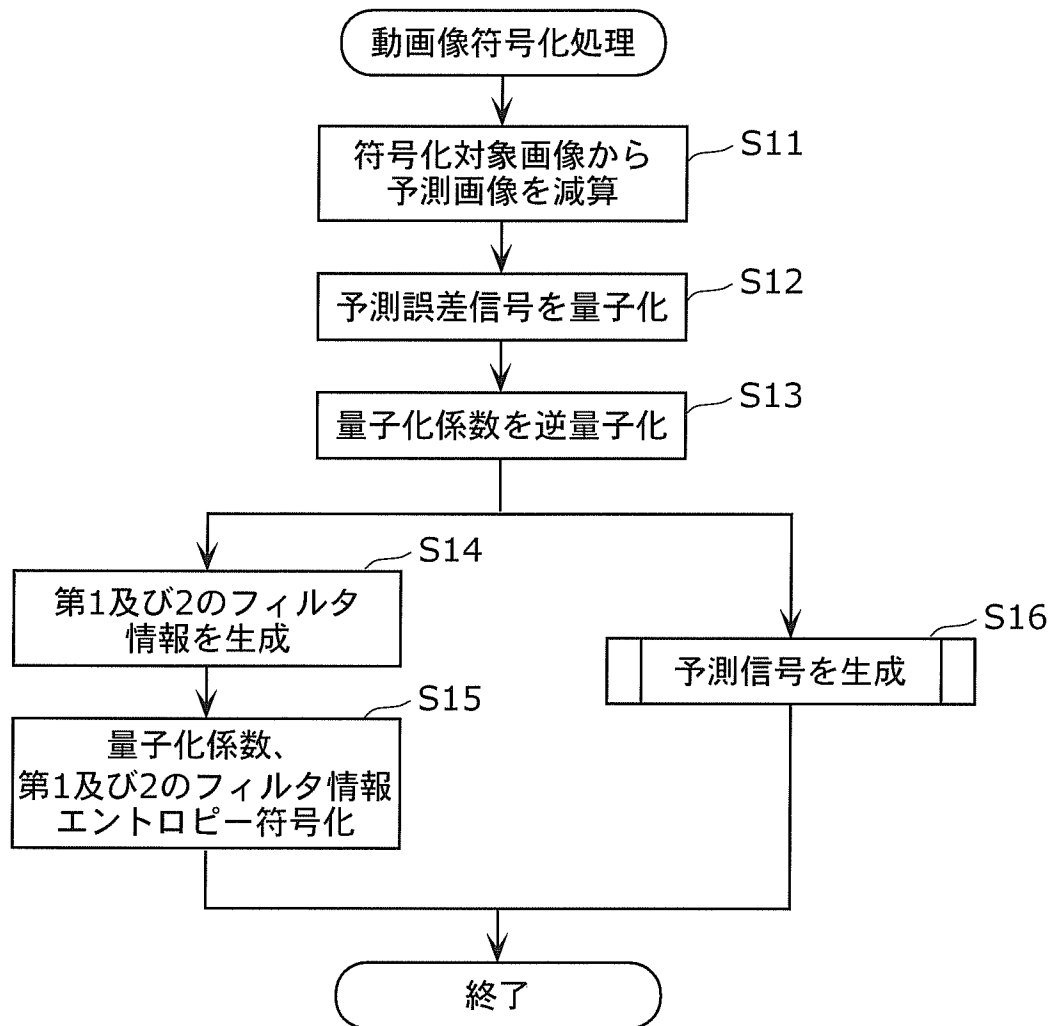 動画像符号化処理
符号化対象画像から
予測画像を減算
S11
予測誤差信号を量子化
S12
量子化係数を逆量子化
S13
第1及び2のフィルタ
情報を生成
S14
量子化係数、
第1及び2のフィルタ情報
エントロピー符号化
S15
予測信号を生成
S16
終了